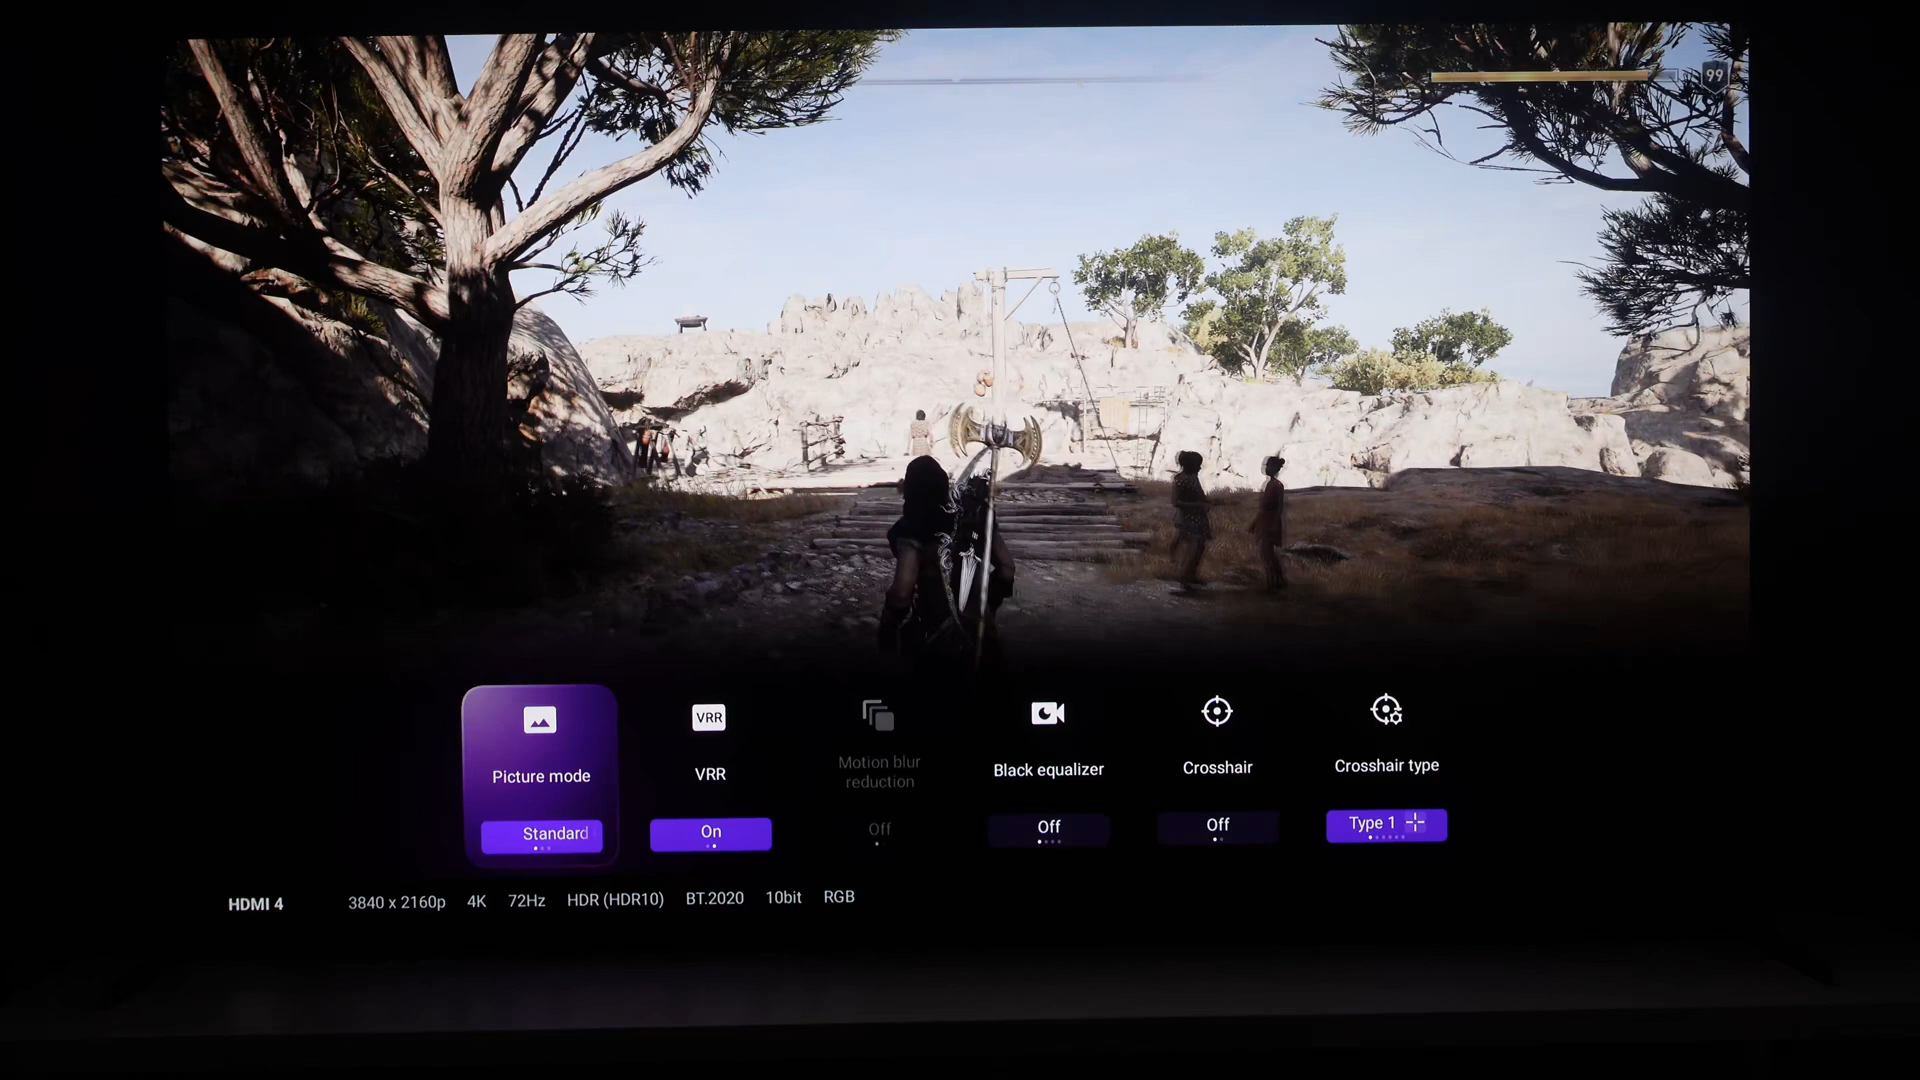 99
Picture mode
Standard
VRR
VRR
On
Motion blur
reduction
Off
Black equalizer
Off
Crosshair
Off
Crosshair type
Type 1
HDMI 4 3840 x 2160p 4K 72Hz HDR (HDR10) BT.2020 10bit RGB